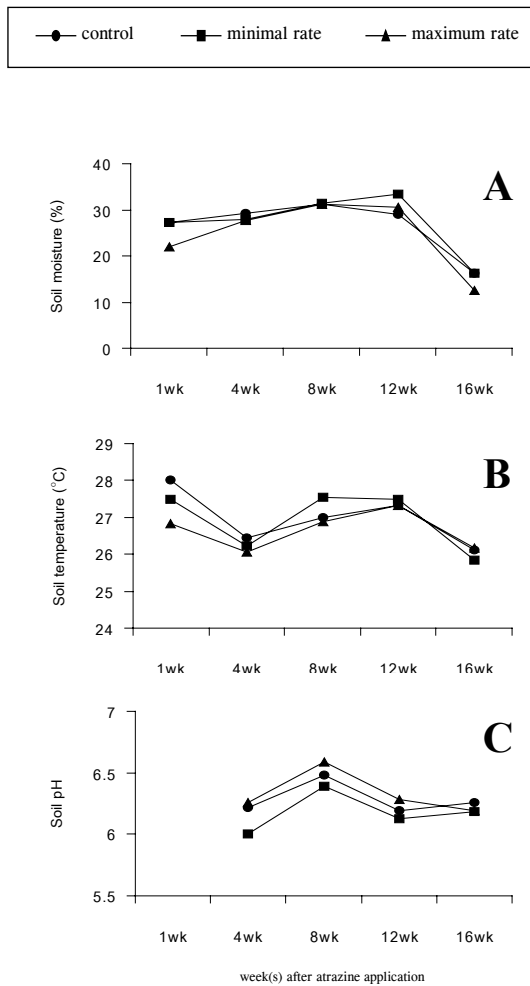 control minimal rate maximum rate
A
Soil moisture (%)
40
30
20
10
0
1wk 4wk 8wk 12wk 16wk
B
Soil temperature (°C)
29
28
27
26
25
24
1wk 4wk 8wk 12wk 16wk
C
Soil pH
7
6.5
6
5.5
1wk 4wk 8wk 12wk 16wk
week(s) after atrazine application